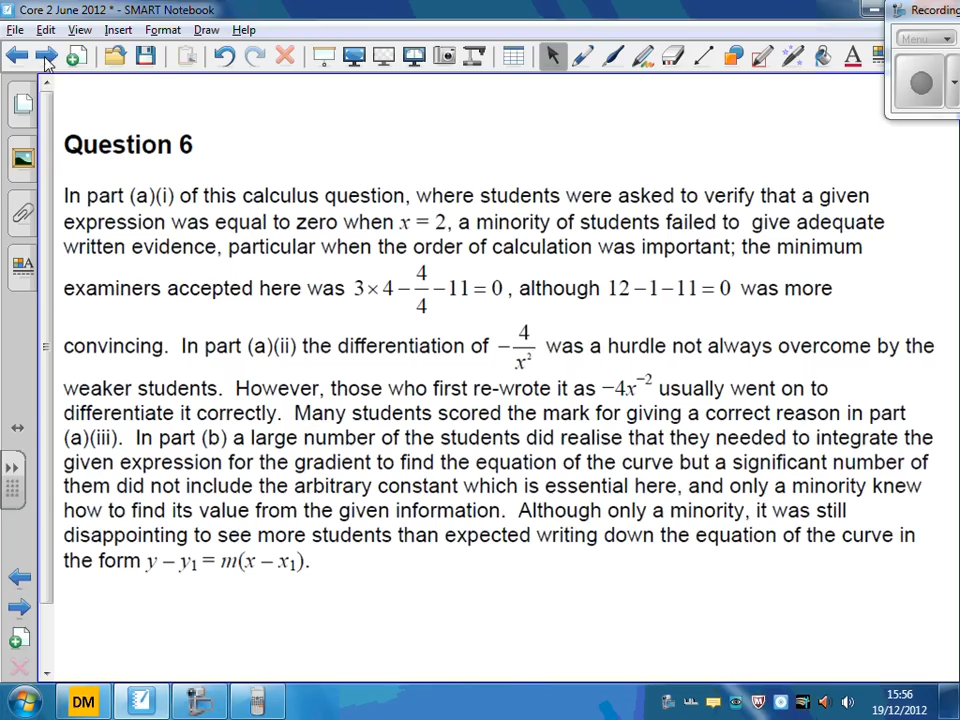 Core 2 June 2012 * - SMART Notebook
Recording
File Edit View Insert Format Draw Help
Menu
Question 6
In part (a)(i) of this calculus question, where students were asked to verify that a given
expression was equal to zero when x = 2, a minority of students failed to give adequate
written evidence, particular when the order of calculation was important; the minimum
examiners accepted here was 3×4 − 4/4 − 11 = 0 , although 12 − 1 − 11 = 0 was more
convincing. In part (a)(ii) the differentiation of − 4/x² was a hurdle not always overcome by the
weaker students. However, those who first re-wrote it as −4x⁻² usually went on to
differentiate it correctly. Many students scored the mark for giving a correct reason in part
(a)(iii). In part (b) a large number of the students did realise that they needed to integrate the
given expression for the gradient to find the equation of the curve but a significant number of
them did not include the arbitrary constant which is essential here, and only a minority knew
how to find its value from the given information. Although only a minority, it was still
disappointing to see more students than expected writing down the equation of the curve in
the form y − y₁ = m(x − x₁).
DM
15:56
19/12/2012